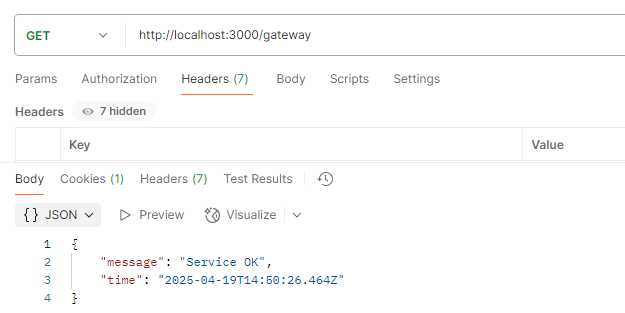 GET http://localhost:3000/gateway
Params Authorization Headers (7) Body Scripts Settings
Headers 7 hidden
Key Value
Body Cookies (1) Headers (7) Test Results
{} JSON Preview Visualize
1 {
2 "message": "Service OK",
3 "time": "2025-04-19T14:50:26.464Z"
4 }